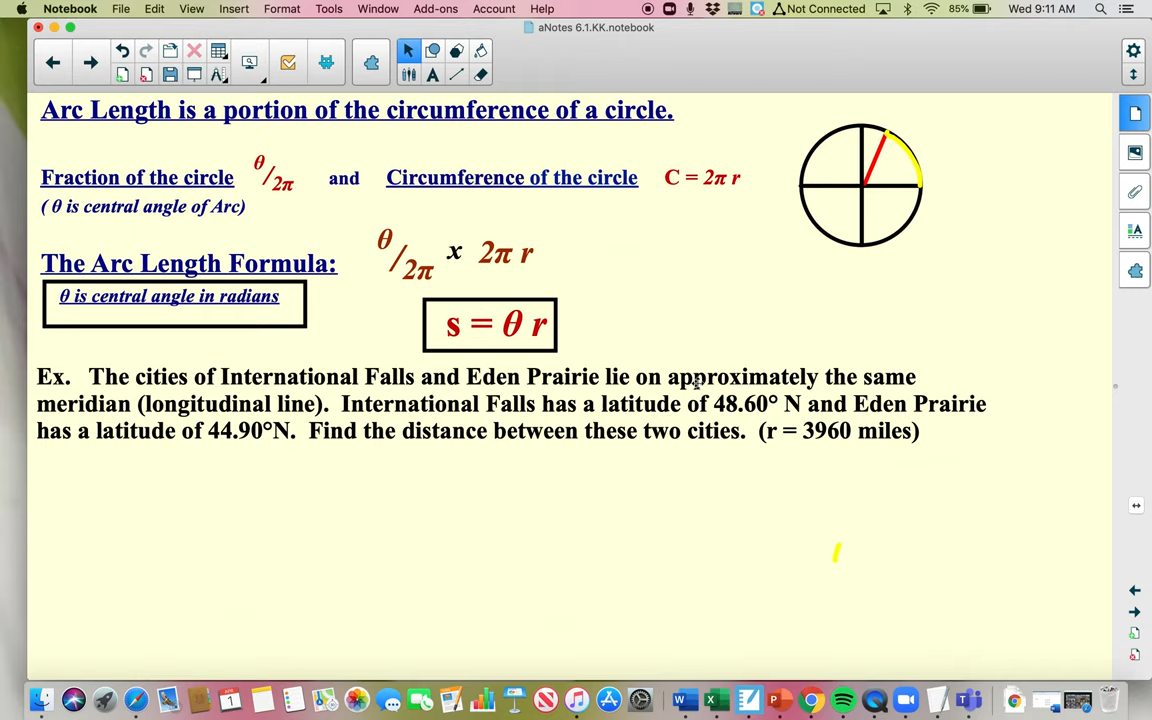 Notebook File Edit View Insert Format Tools Window Add-ons Account Help Not Connected 85% Wed 9:11 AM
aNotes 6.1.KK.notebook
Arc Length is a portion of the circumference of a circle.
Fraction of the circle θ/2π and Circumference of the circle C = 2π r
( θ is central angle of Arc)
The Arc Length Formula: θ/2π x 2π r
θ is central angle in radians
s = θ r
Ex. The cities of International Falls and Eden Prairie lie on approximately the same
meridian (longitudinal line). International Falls has a latitude of 48.60° N and Eden Prairie
has a latitude of 44.90°N. Find the distance between these two cities. (r = 3960 miles)